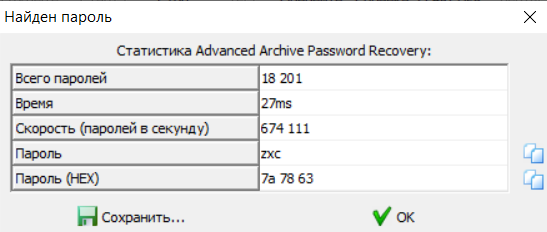 Найден пароль
Статистика Advanced Archive Password Recovery:
Всего паролей 18 201
Время 27ms
Скорость (паролей в секунду) 674 111
Пароль zxc
Пароль (HEX) 7a 78 63
Сохранить... OK